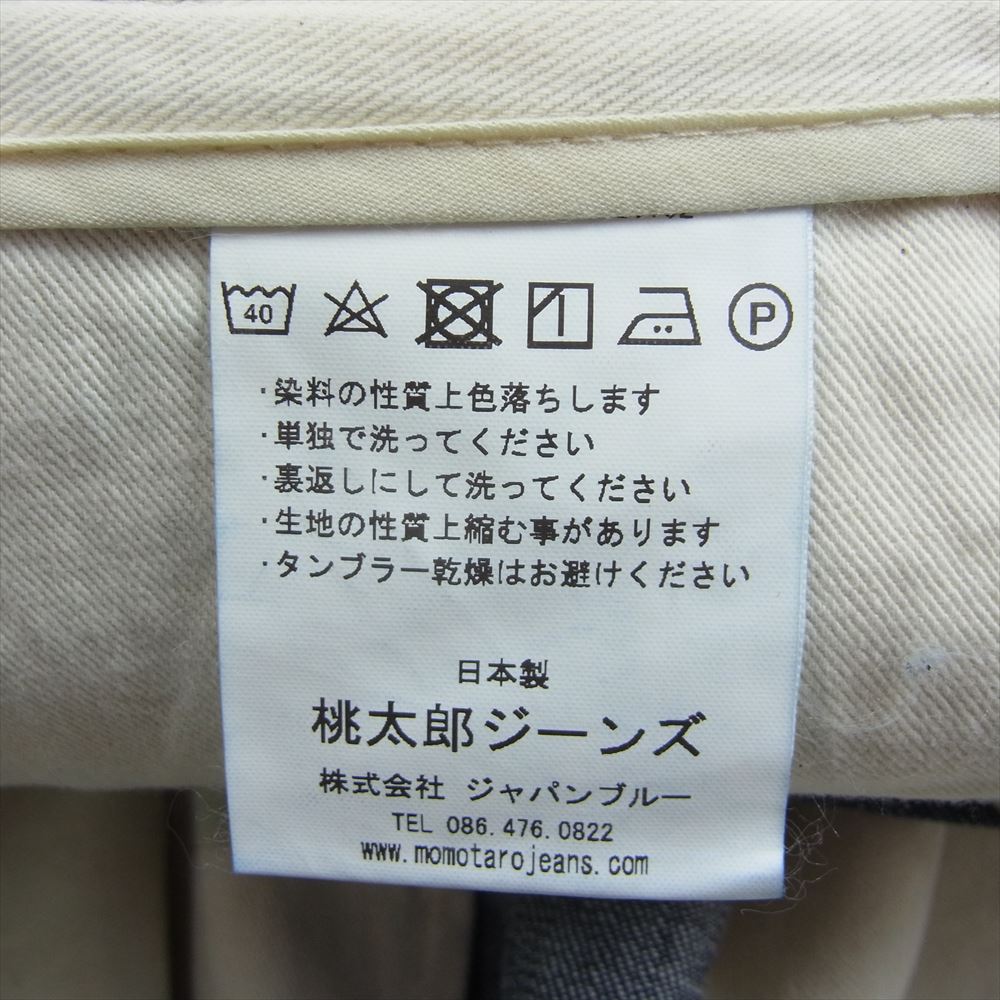 40 P
・染料の性質上色落ちします
・単独で洗ってください
・裏返しにして洗ってください
・生地の性質上縮む事があります
・タンブラー乾燥はお避けください
日本製
桃太郎ジーンズ
株式会社 ジャパンブルー
TEL 086.476.0822
www.momotarojeans.com